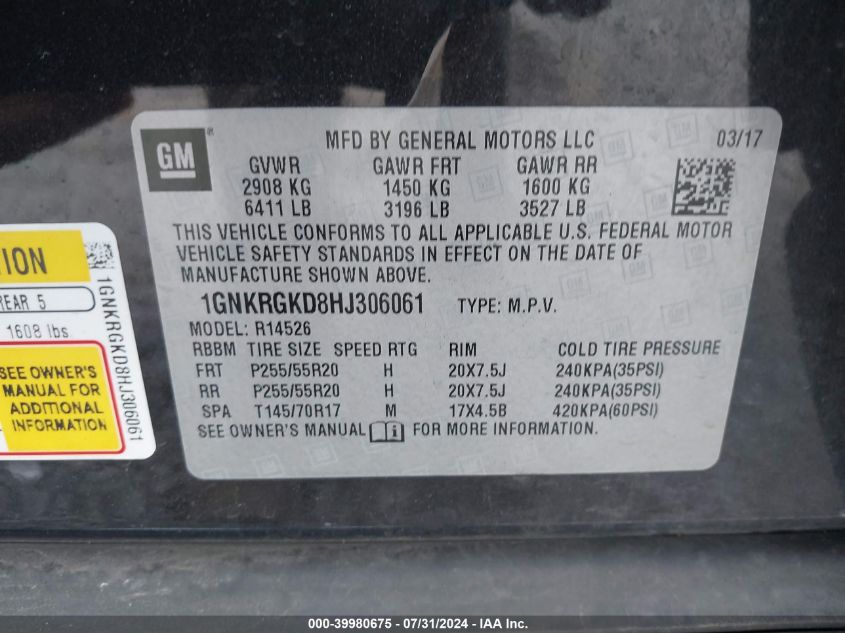 GM
®
MFD BY GENERAL MOTORS LLC 03/17
GVWR GAWR FRT GAWR RR
2908 KG 1450 KG 1600 KG
6411 LB 3196 LB 3527 LB
THIS VEHICLE CONFORMS TO ALL APPLICABLE U.S. FEDERAL MOTOR
VEHICLE SAFETY STANDARDS IN EFFECT ON THE DATE OF
MANUFACTURE SHOWN ABOVE.
1GNKRGKD8HJ306061 TYPE: M.P.V.
MODEL: R14526
RBBM TIRE SIZE SPEED RTG RIM COLD TIRE PRESSURE
FRT P255/55R20 H 20X7.5J 240KPA(35PSI)
RR P255/55R20 H 20X7.5J 240KPA(35PSI)
SPA T145/70R17 M 17X4.5B 420KPA(60PSI)
SEE OWNER'S MANUAL FOR MORE INFORMATION.
TION
REAR 5
1608 lbs.
SEE OWNER'S
MANUAL FOR
ADDITIONAL
INFORMATION
1GNKRGKD8HJ306061
000-39980675 - 07/31/2024 - IAA Inc.